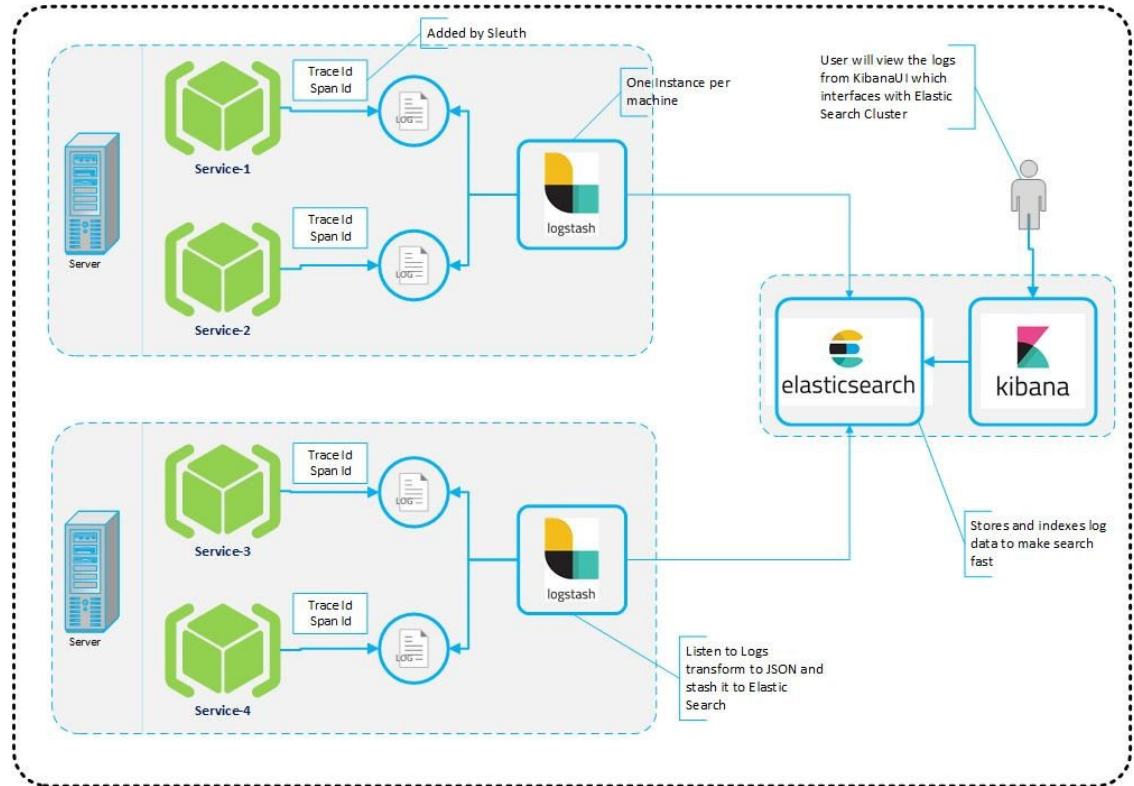 Added by Sleuth
Trace Id
Span Id
LOG
Service-1
One Instance per
machine
logstash
Trace Id
Span Id
LOG
Service-2
Server
User will view the logs
from KibanaUI which
interfaces with Elastic
Search Cluster
elasticsearch
kibana
Stores and indexes log
data to make search
fast
Trace Id
Span Id
LOG
Service-3
logstash
Trace Id
Span Id
LOG
Service-4
Server
Listen to Logs
transform to JSON and
stash it to Elastic
Search